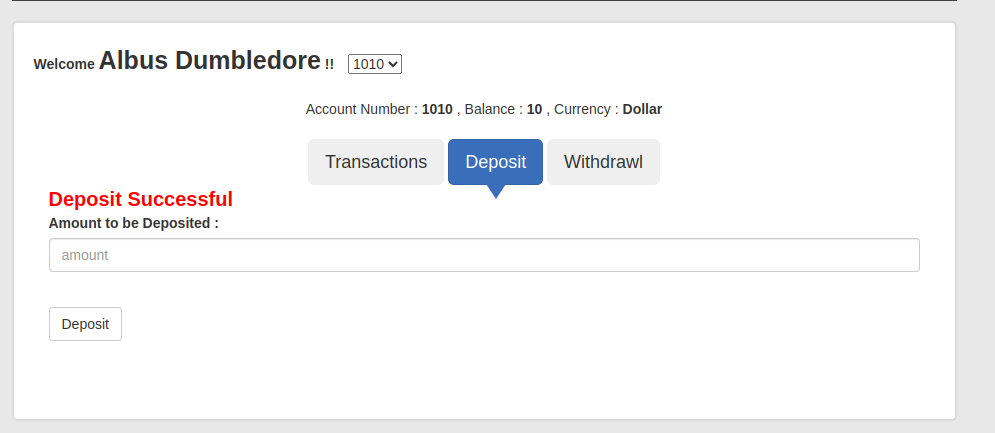 Welcome Albus Dumbledore !! 1010
Account Number : 1010 , Balance : 10 , Currency : Dollar
Transactions Deposit Withdrawl
Deposit Successful
Amount to be Deposited :
amount
Deposit